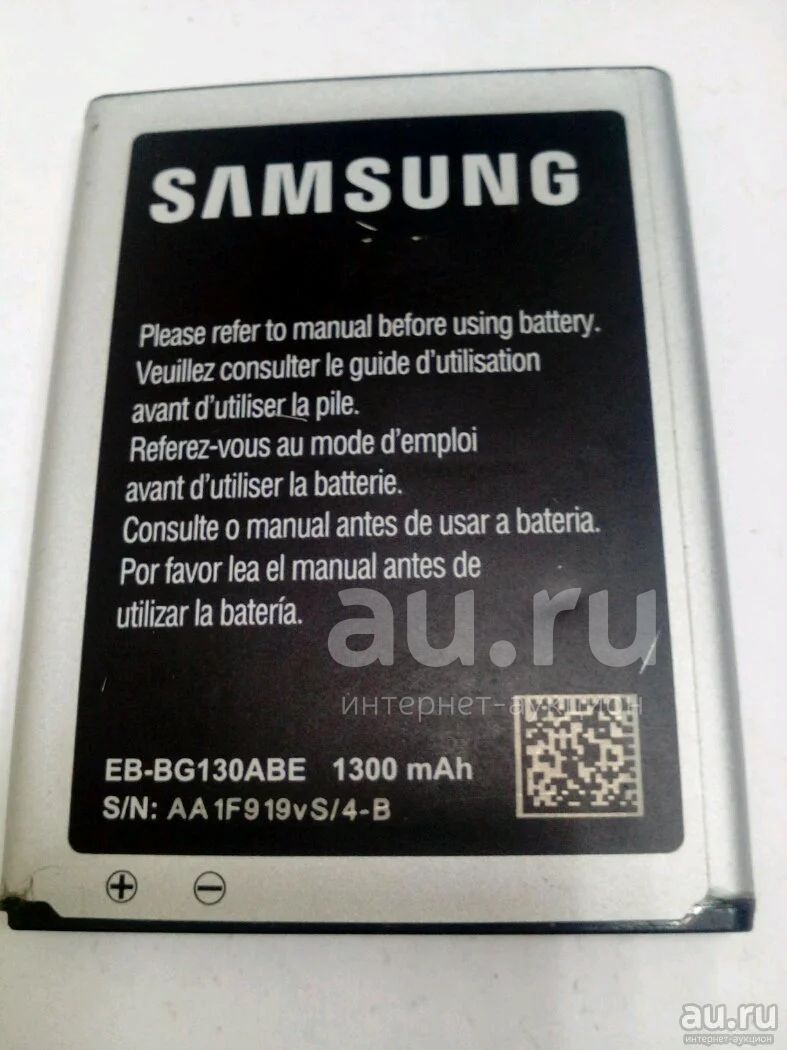 SAMSUNG
Please refer to manual before using battery.
Veuillez consulter le guide d'utilisation
avant d'utiliser la pile.
Referez-vous au mode d'emploi
avant d'utiliser la batterie.
Consulte o manual antes de usar a bateria.
Por favor lea el manual antes de
utilizar la batería.
au.ru
интернет-аукцион
EB-BG130ABE 1300 mAh
S/N: AA1F919vS/4-B
+ −
au.ru
интернет-аукцион